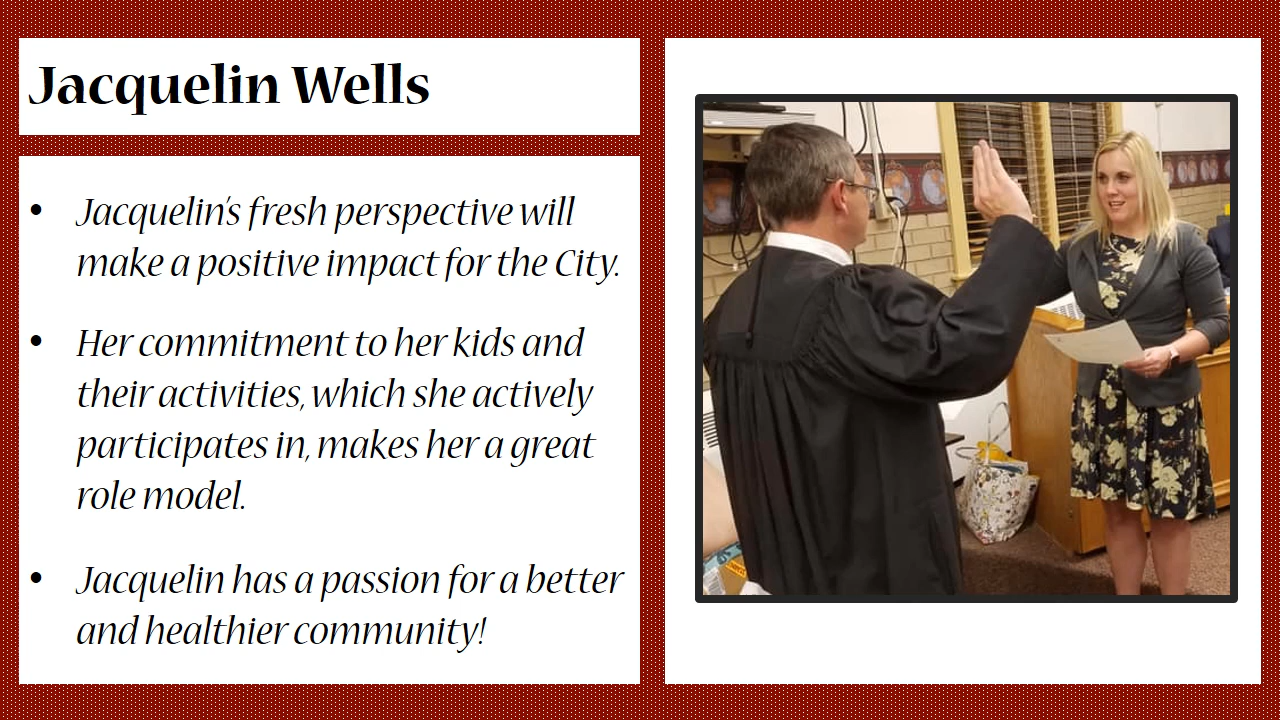 Jacquelin Wells
• Jacquelin's fresh perspective will
make a positive impact for the City.
• Her commitment to her kids and
their activities, which she actively
participates in, makes her a great
role model.
• Jacquelin has a passion for a better
and healthier community!